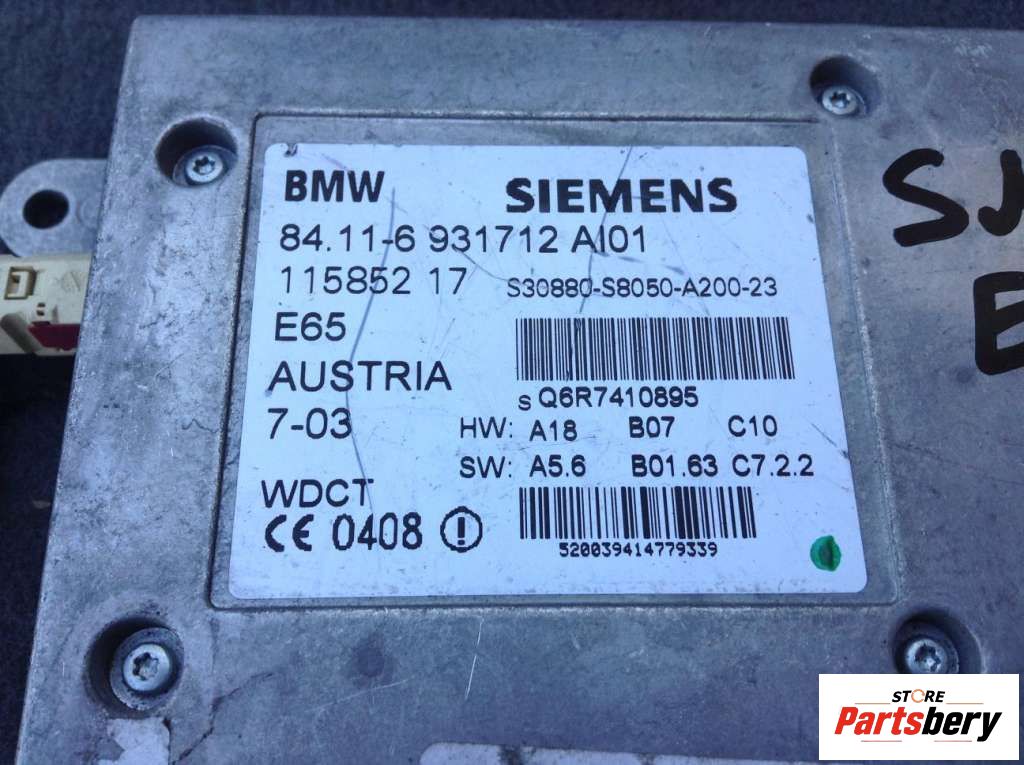 BMW SIEMENS
84.11-6 931712 AI01
115852 17 S30880-S8050-A200-23
E65
AUSTRIA
s Q6R7410895
7-03 HW: A18 B07 C10
SW: A5.6 B01.63 C7.2.2
WDCT
CE 0408
520039414779339
STORE
Partsbery